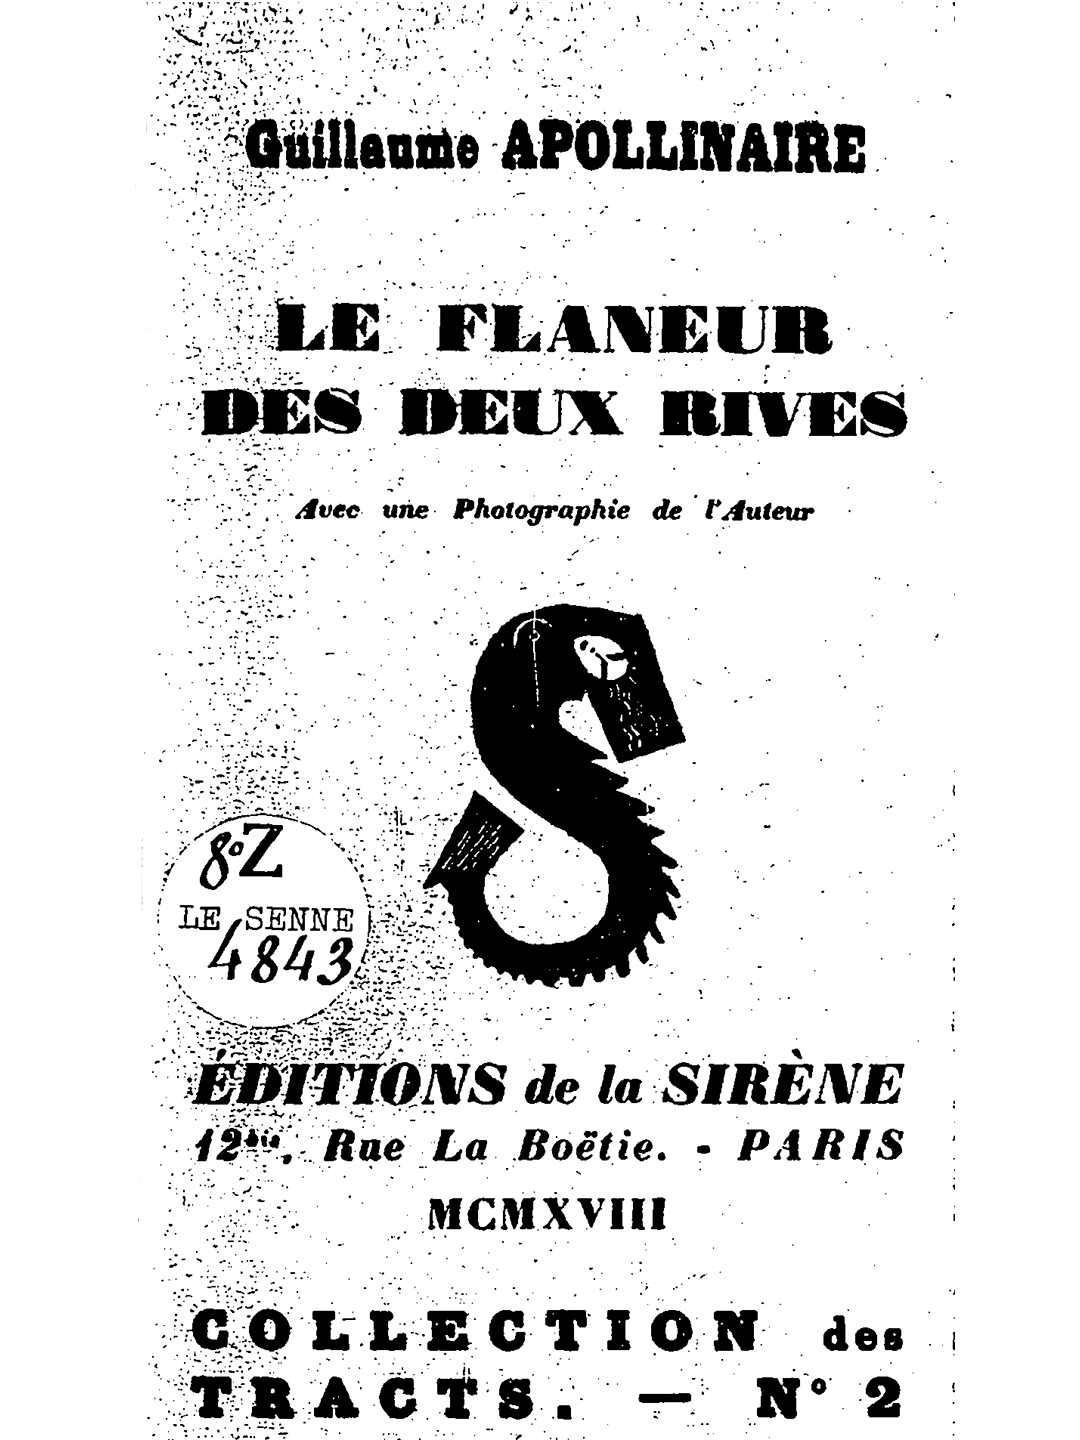 Guillaume APOLLINAIRE
LE FLANEUR
DES DEUX RIVES
Avec une Photographie de l'Auteur
8°Z
LE SENNE
4843
ÉDITIONS de la SIRÈNE
12bis, Rue La Boëtie. - PARIS
MCMXVIII
COLLECTION des
TRACTS. — N° 2